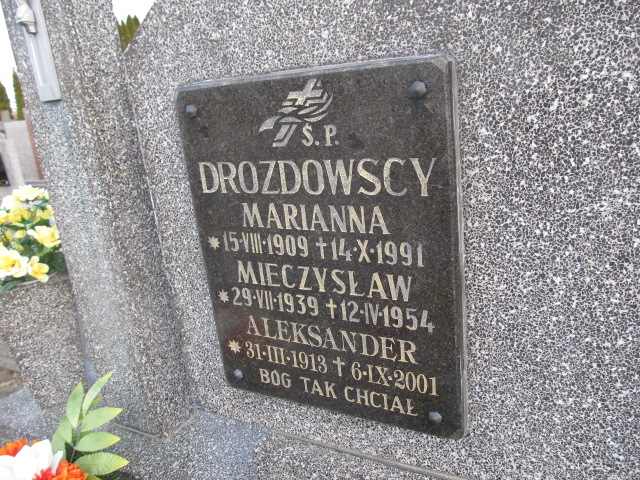 Ś.P.
DROZDOWSCY
MARIANNA
*15·VIII·1909 †14·X·1991
MIECZYSŁAW
*29·VII·1939 †12·IV·1954
ALEKSANDER
*31·III·1913 † 6·IX·2001
BÓG TAK CHCIAŁ